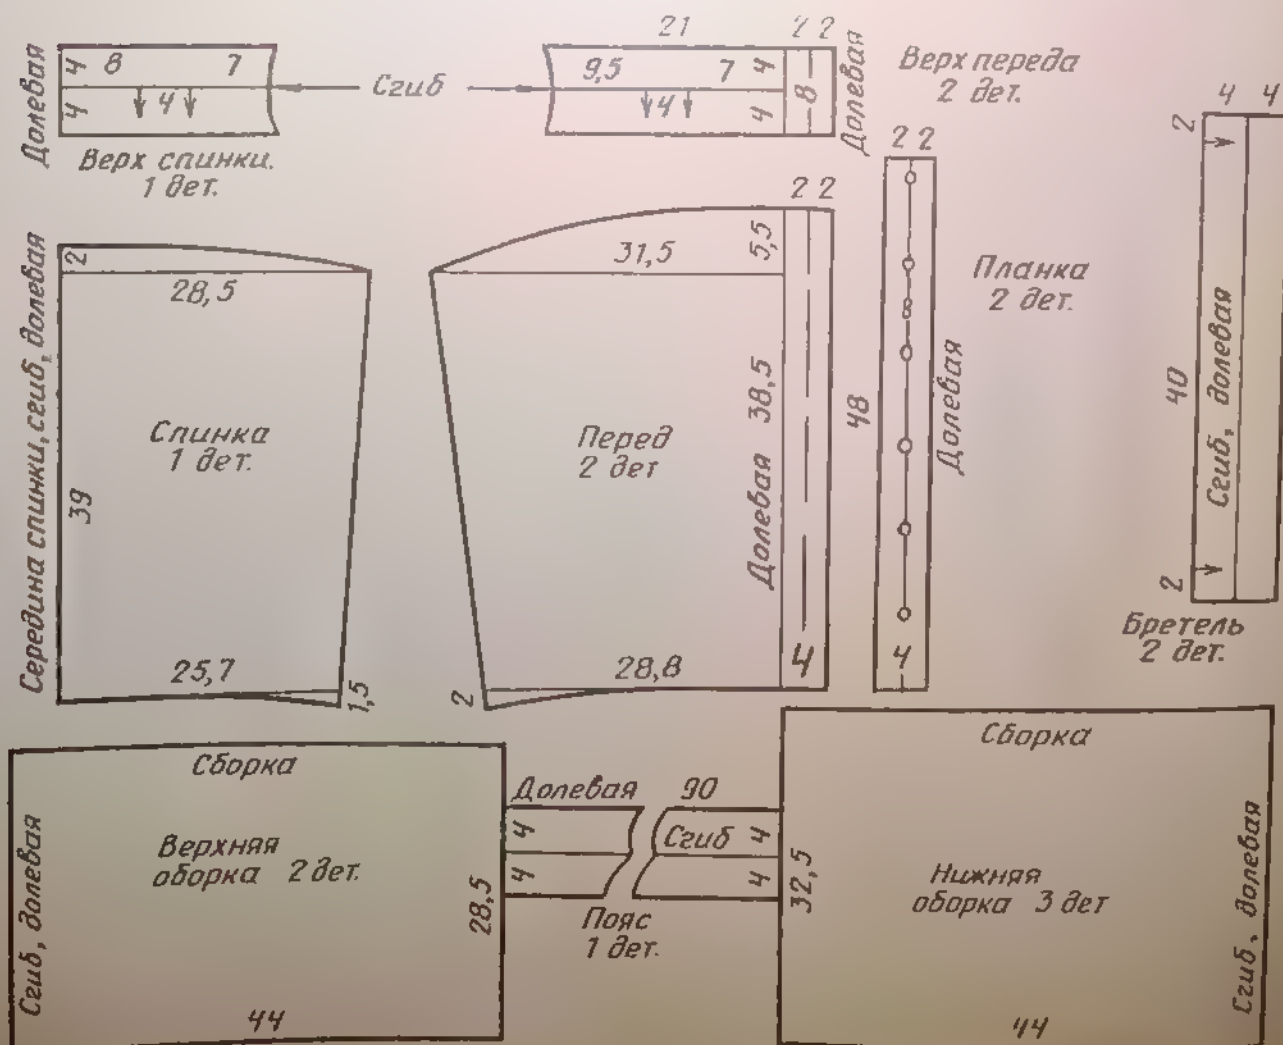 Долевая
4 8 7
4 4
Верх спинки.
1 дет.
Сгиб
21 2 2
9,5 7 4
4 4 8
Долевая
Верх переда
2 дет.
4 4
2
40
Сгиб, долевая
2
Бретель
2 дет.
2 2
8
48
4
Долевая
Планка
2 дет.
Середина спинки, сгиб, долевая
2
28,5
Спинка
1 дет.
39
25,7
1,5
2 2
31,5 5,5
Перед
2 дет
Долевая 38,5
28,8 4
2
Сборка
Сгиб, долевая
Верхняя
оборка 2 дет.
28,5
44
Долевая 90
4 Сгиб 4
4 4
Пояс
1 дет.
Сборка
32,5
Нижняя
оборка 3 дет
Сгиб, долевая
44